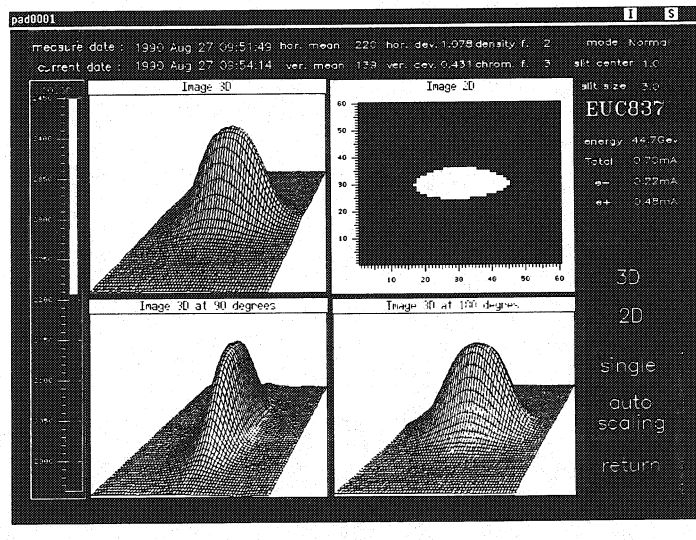 pad0001 I S
measure date : 1990 Aug 27 09:51:49 hor. mean 220 hor. dev. 1.078 density f. 2 mode Normal
current date : 1990 Aug 27 09:54:14 ver. mean 139 ver. dev. 0.431 chrom. f. 3 slit center 1.0
slit size 3.0
Image 3D
Image 2D
EUC837
energy 44.7Gev
Total 0.70mA
e- 0.22mA
e+ 0.48mA
60
50
40
30
20
10
10 20 30 40 50 60
Image 3D at 90 degrees
Image 3D at 180 degrees
3D
2D
single
auto
scaling
return